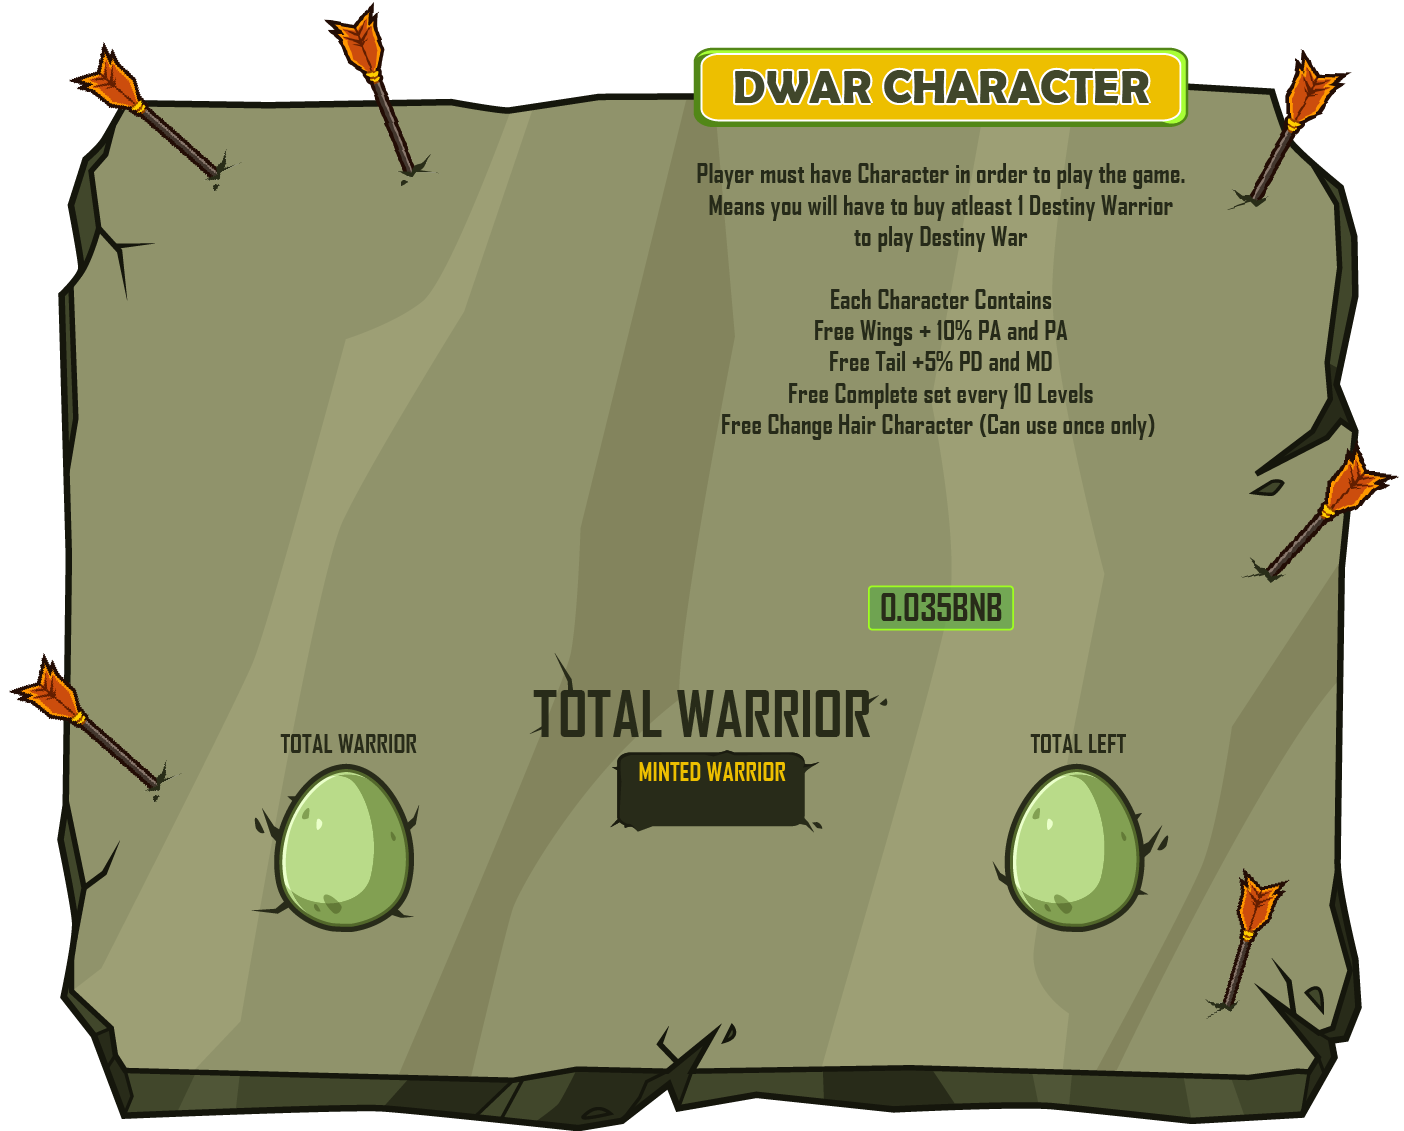 DWAR CHARACTER
Player must have Character in order to play the game.
Means you will have to buy atleast 1 Destiny Warrior
to play Destiny War
Each Character Contains
Free Wings + 10% PA and PA
Free Tail +5% PD and MD
Free Complete set every 10 Levels
Free Change Hair Character (Can use once only)
0.035BNB
TOTAL WARRIOR
TOTAL WARRIOR
MINTED WARRIOR
TOTAL LEFT